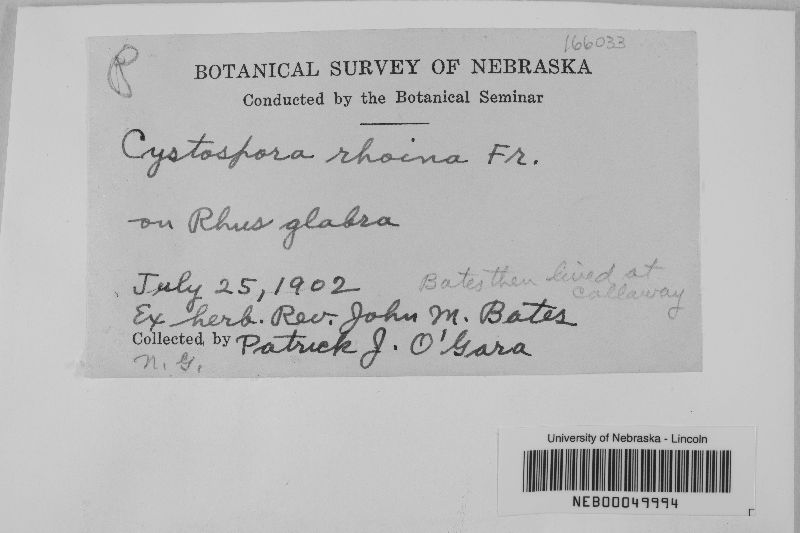 166033
BOTANICAL SURVEY OF NEBRASKA
Conducted by the Botanical Seminar
Cystospora rhoina Fr.
on Rhus glabra
July 25, 1902
Bates then lived at
Callaway
Ex herb. Rev. John M. Bates
Collected by Patrick J. O'Gara
N. G.
University of Nebraska - Lincoln
NEB00049994